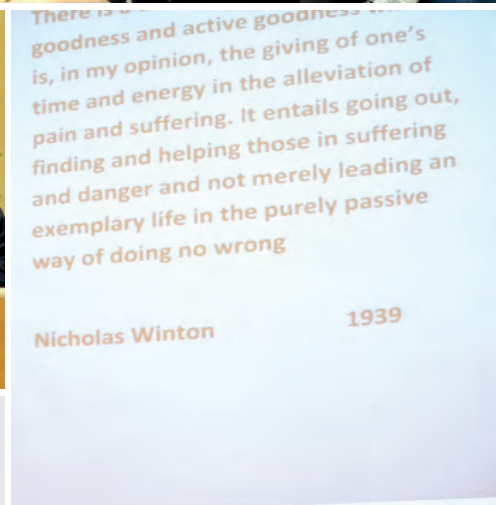 There is a
goodness and active goodness
is, in my opinion, the giving of one's
time and energy in the alleviation of
pain and suffering. It entails going out,
finding and helping those in suffering
and danger and not merely leading an
exemplary life in the purely passive
way of doing no wrong
Nicholas Winton 1939